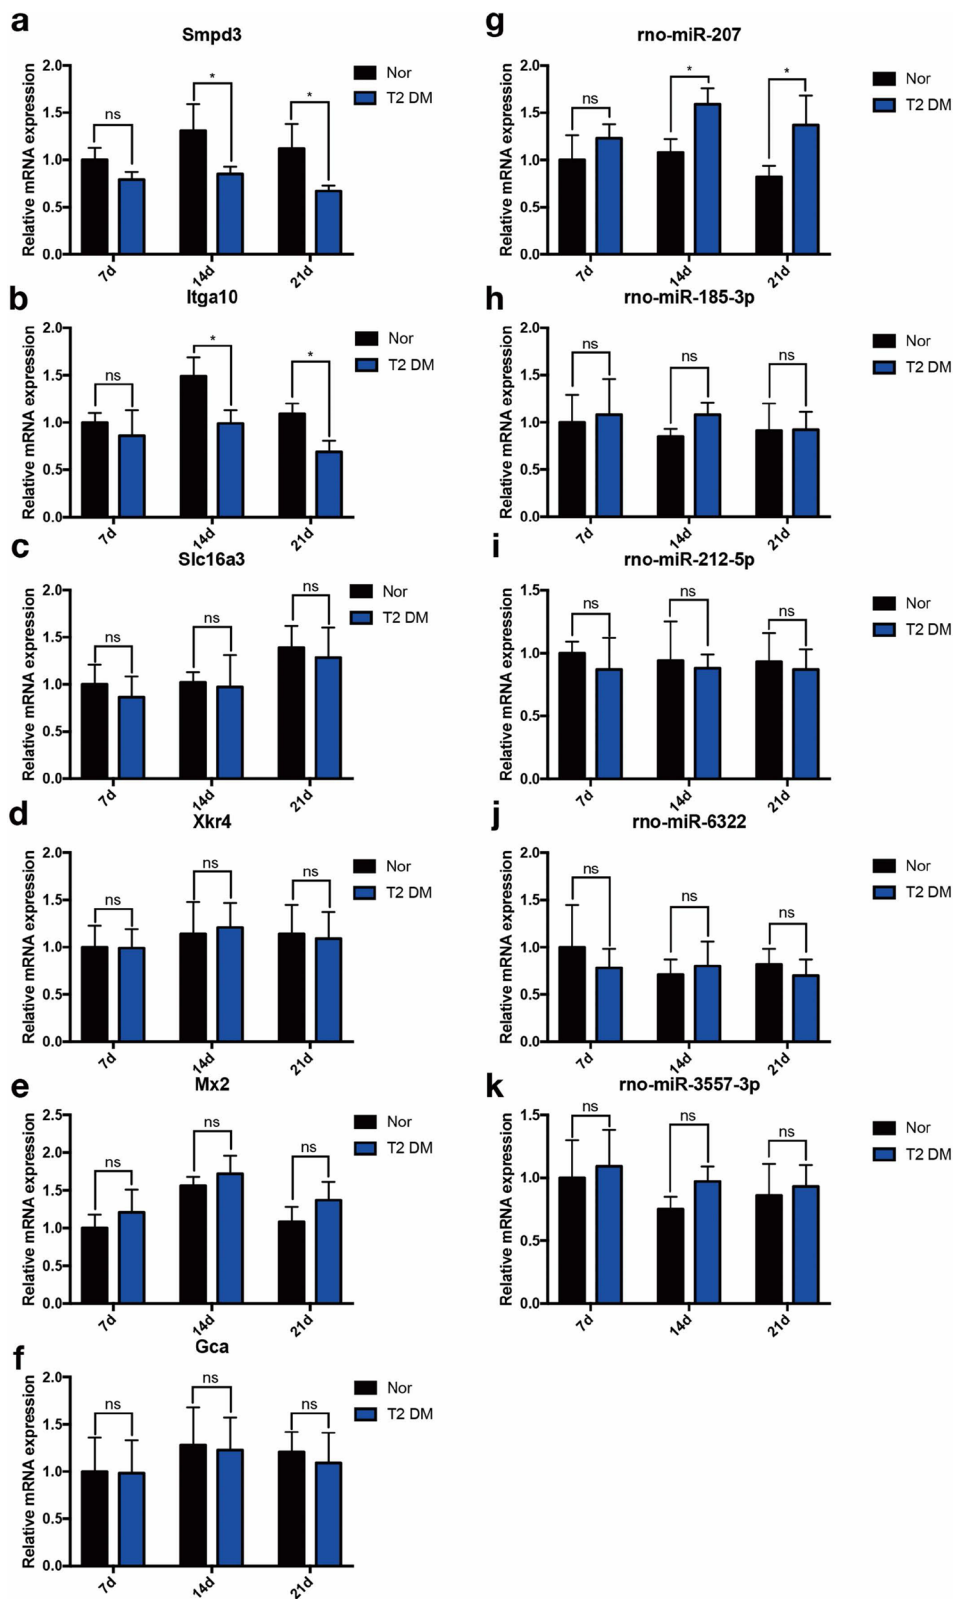 a
Smpd3
Relative mRNA expression
2.0
1.5
1.0
0.5
0.0
ns
*
*
7d
14d
21d
Nor
T2 DM
b
Itga10
Relative mRNA expression
2.0
1.5
1.0
0.5
0.0
ns
*
*
7d
14d
21d
Nor
T2 DM
c
Slc16a3
Relative mRNA expression
2.0
1.5
1.0
0.5
0.0
ns
ns
ns
7d
14d
21d
Nor
T2 DM
d
Xkr4
Relative mRNA expression
2.0
1.5
1.0
0.5
0.0
ns
ns
ns
7d
14d
21d
Nor
T2 DM
e
Mx2
Relative mRNA expression
2.5
2.0
1.5
1.0
0.5
0.0
ns
ns
ns
7d
14d
21d
Nor
T2 DM
f
Gca
Relative mRNA expression
2.0
1.5
1.0
0.5
0.0
ns
ns
ns
7d
14d
21d
Nor
T2 DM
g
rno-miR-207
Relative mRNA expression
2.0
1.5
1.0
0.5
0.0
ns
*
*
7d
14d
21d
Nor
T2 DM
h
rno-miR-185-3p
Relative mRNA expression
2.0
1.5
1.0
0.5
0.0
ns
ns
ns
7d
14d
21d
Nor
T2 DM
i
rno-miR-212-5p
Relative mRNA expression
1.5
1.0
0.5
0.0
ns
ns
ns
7d
14d
21d
Nor
T2 DM
j
rno-miR-6322
Relative mRNA expression
2.0
1.5
1.0
0.5
0.0
ns
ns
ns
7d
14d
21d
Nor
T2 DM
k
rno-miR-3557-3p
Relative mRNA expression
1.5
1.0
0.5
0.0
ns
ns
ns
7d
14d
21d
Nor
T2 DM